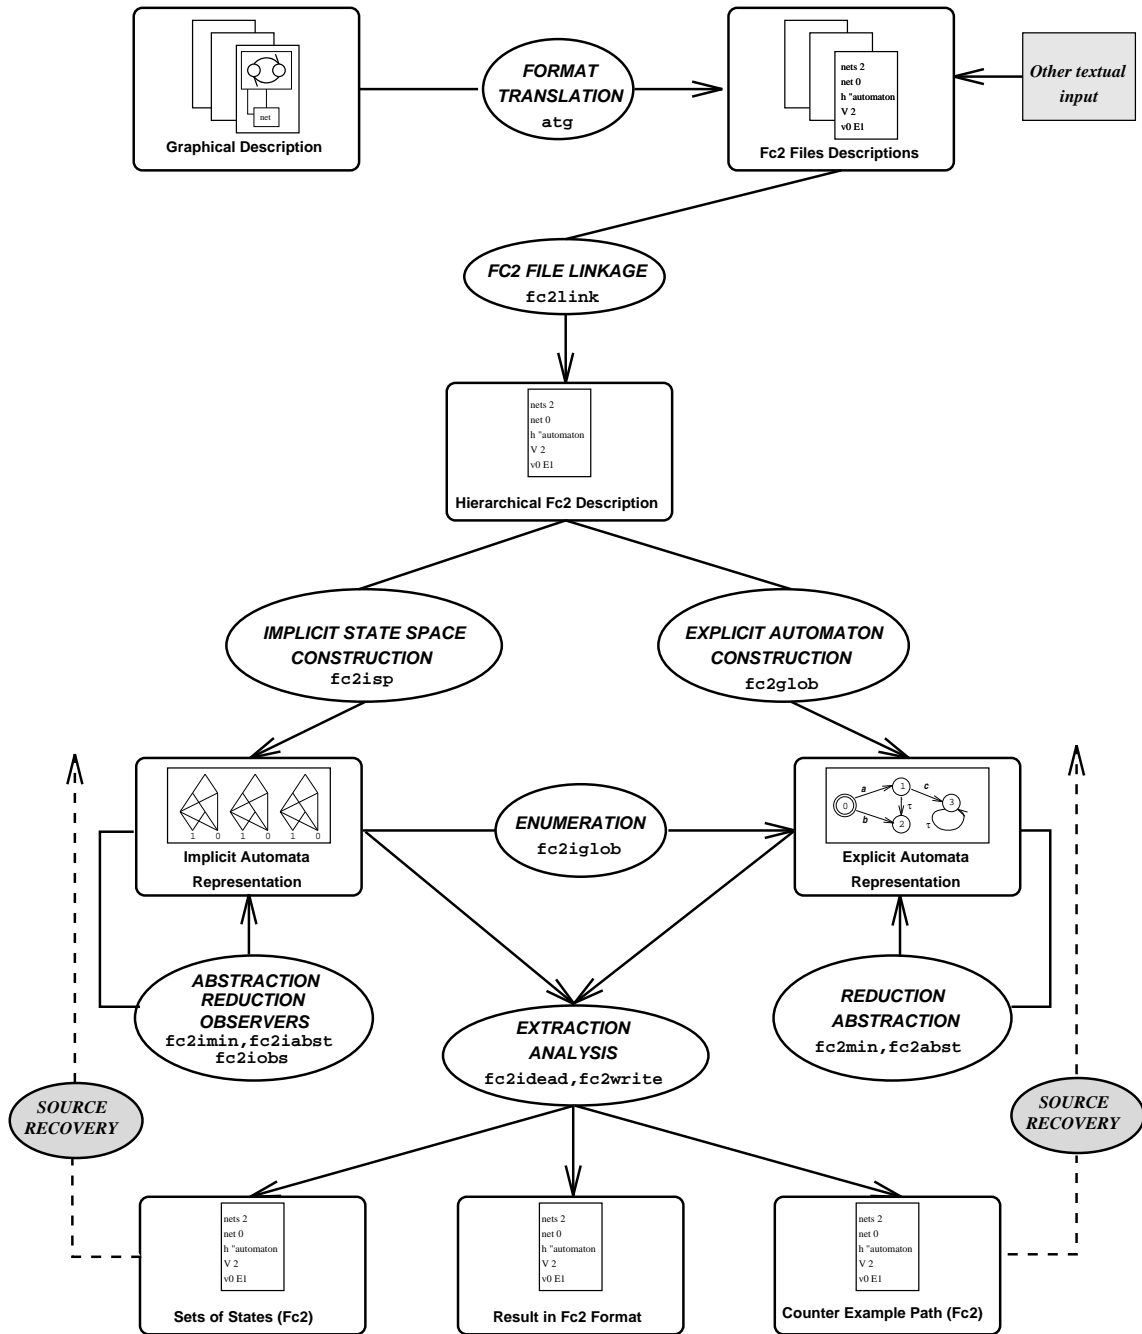 FORMAT
TRANSLATION
atg
nets 2
net 0
h "automaton
V 2
v0 E1
Other textual
input
net
Graphical Description
Fc2 Files Descriptions
FC2 FILE LINKAGE
fc2link
nets 2
net 0
h "automaton
V 2
v0 E1
Hierarchical Fc2 Description
IMPLICIT STATE SPACE
CONSTRUCTION
fc2isp
EXPLICIT AUTOMATON
CONSTRUCTION
fc2glob
1 0 1 0 1 0
Implicit Automata
Representation
ENUMERATION
fc2iglob
0 a 1 c 3
b 2 τ τ
Explicit Automata
Representation
ABSTRACTION
REDUCTION
OBSERVERS
fc2imin,fc2iabst
fc2iobs
EXTRACTION
ANALYSIS
fc2idead,fc2write
REDUCTION
ABSTRACTION
fc2min,fc2abst
SOURCE
RECOVERY
SOURCE
RECOVERY
nets 2
net 0
h "automaton
V 2
v0 E1
Sets of States (Fc2)
nets 2
net 0
h "automaton
V 2
v0 E1
Result in Fc2 Format
nets 2
net 0
h "automaton
V 2
v0 E1
Counter Example Path (Fc2)